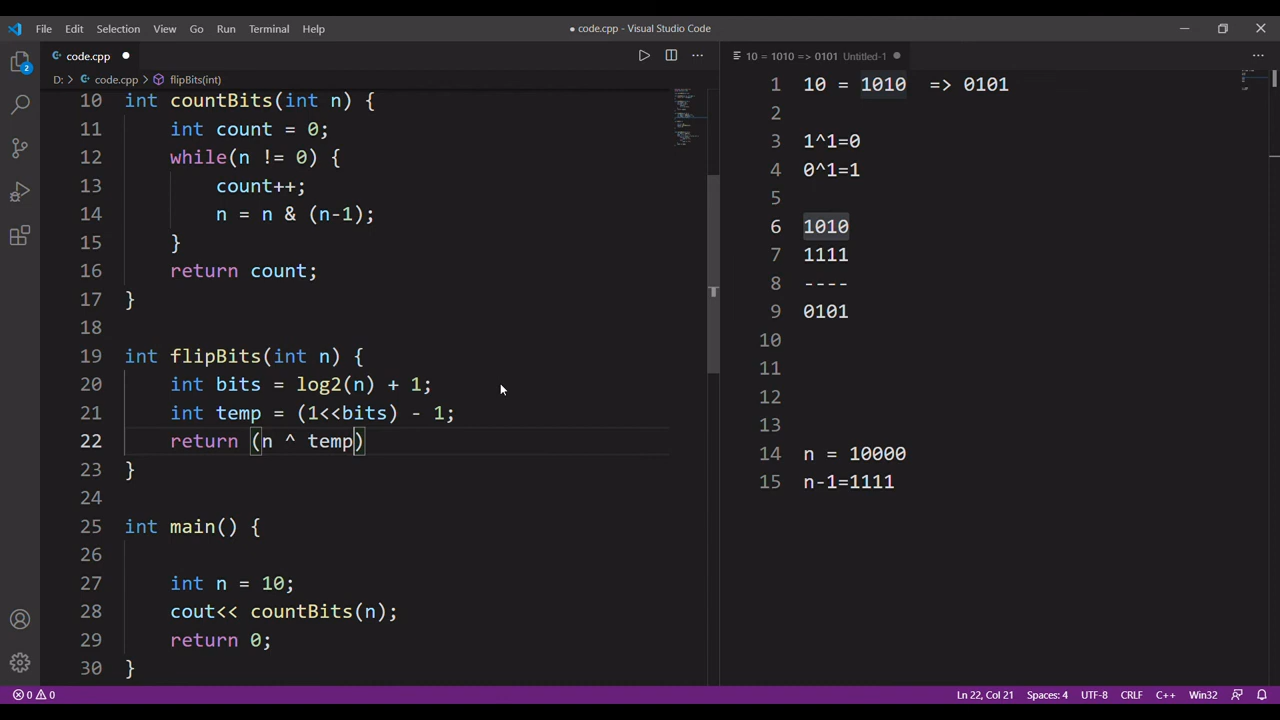 File Edit Selection View Go Run Terminal Help
● code.cpp - Visual Studio Code
code.cpp
10 = 1010 => 0101 Untitled-1
D: > code.cpp > flipBits(int)
2
10 int countBits(int n) {
11 int count = 0;
12 while(n != 0) {
13 count++;
14 n = n & (n-1);
15 }
16 return count;
17 }
18
19 int flipBits(int n) {
20 int bits = log2(n) + 1;
21 int temp = (1<<bits) - 1;
22 return (n ^ temp)
23 }
24
25 int main() {
26
27 int n = 10;
28 cout<< countBits(n);
29 return 0;
30 }
1 10 = 1010 => 0101
2
3 1^1=0
4 0^1=1
5
6 1010
7 1111
8 ----
9 0101
10
11
12
13
14 n = 10000
15 n-1=1111
0 0
Ln 22, Col 21 Spaces: 4 UTF-8 CRLF C++ Win32